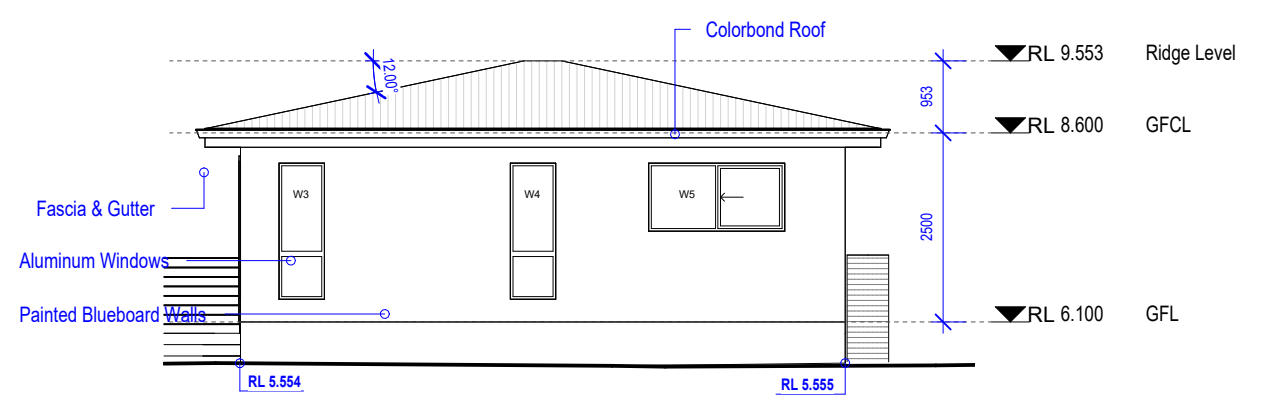 Colorbond Roof
RL 9.553 Ridge Level
12.00°
953
RL 8.600 GFCL
W3 W4 W5
Fascia & Gutter
2500
Aluminum Windows
Painted Blueboard Walls
RL 6.100 GFL
RL 5.554
RL 5.555